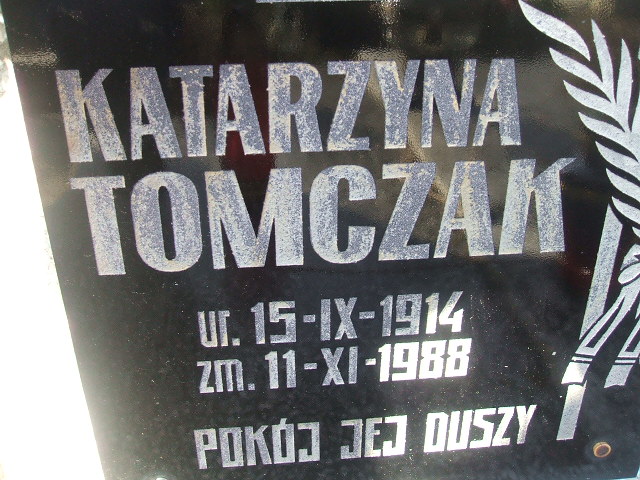 KATARZYNA
TOMCZAK
ur. 15-IX-1914
zm. 11-XI-1988
POKÓJ JEJ DUSZY